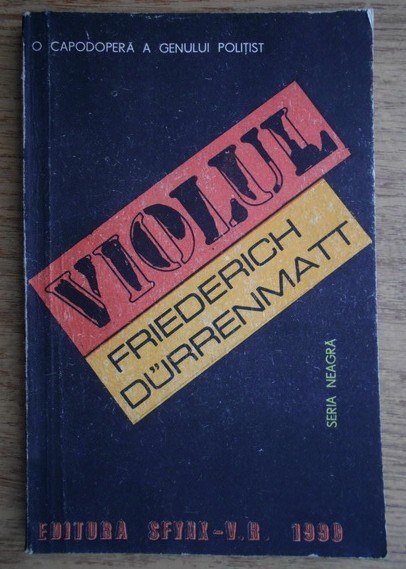 O CAPODOPERĂ A GENULUI POLIȚIST
VIOLUL
FRIEDERICH
DÜRRENMATT
SERIA NEAGRĂ
EDITURA SFYNX-V.R. 1990